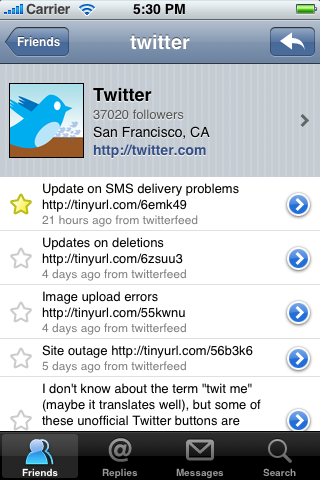 Carrier 5:30 PM
Friends twitter
Twitter
37020 followers
San Francisco, CA
http://twitter.com
Update on SMS delivery problems
http://tinyurl.com/6emk49
21 hours ago from twitterfeed
Updates on deletions
http://tinyurl.com/6zsuu3
4 days ago from twitterfeed
Image upload errors
http://tinyurl.com/55kwnu
4 days ago from twitterfeed
Site outage http://tinyurl.com/56b3k6
5 days ago from twitterfeed
I don't know about the term "twit me"
(maybe it translates well), but some of
these unofficial Twitter buttons are
Friends Replies Messages Search